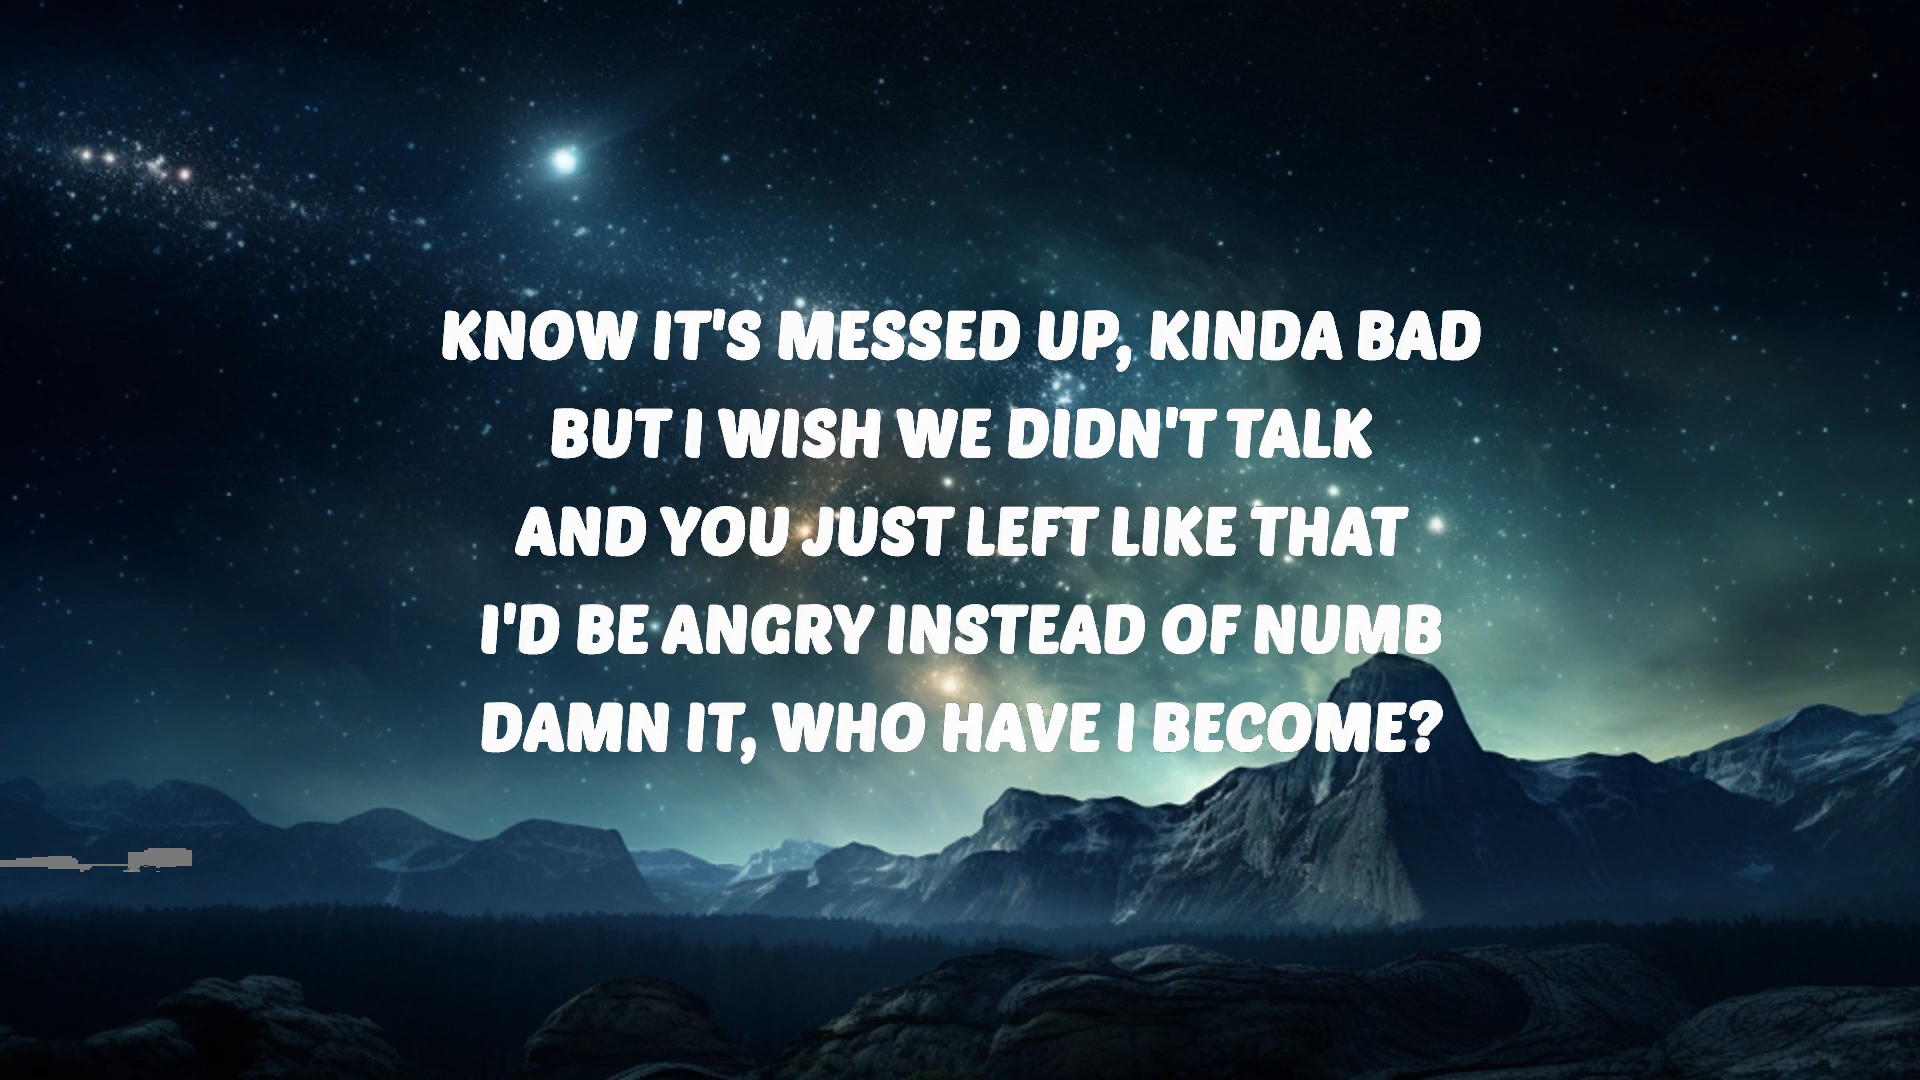 KNOW IT'S MESSED UP, KINDA BAD
BUT I WISH WE DIDN'T TALK
AND YOU JUST LEFT LIKE THAT
I'D BE ANGRY INSTEAD OF NUMB
DAMN IT, WHO HAVE I BECOME?